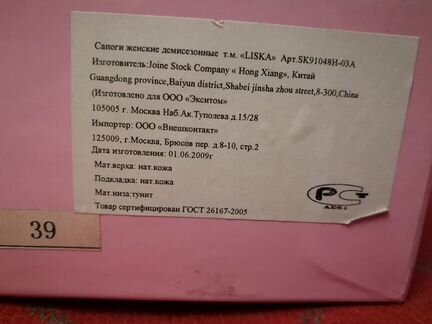 Сапоги женские демисезонные т.м. «LISKA» Арт.SK91048H-03A
Изготовитель:Joine Stock Company « Hong Xiang», Китай
Guangdong province,Baiyun district,Shabei jinsha zhou street,8-300,China
(Изготовлено для ООО «Экситом»
105005 г. Москва Наб.Ак.Туполева д.15/28
Импортер: ООО «Внешконтакт»
125009, г. Москва, Брюсов пер. д.8-10, стр.2
Дата изготовления: 01.06.2009г
Мат.верха: нат.кожа
Подкладка: нат.кожа
Мат.низа:тунит
Товар сертифицирован ГОСТ 26167-2005
39